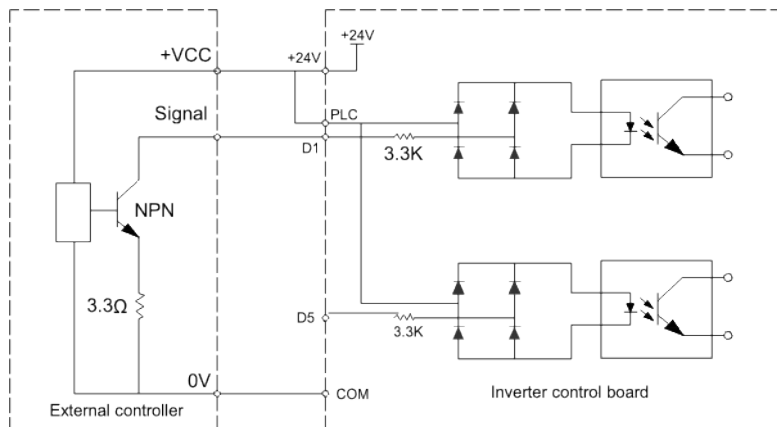 +24V
+VCC
+24V
Signal
PLC
D1
3.3K
NPN
3.3Ω
D5
3.3K
0V
COM
External controller
Inverter control board